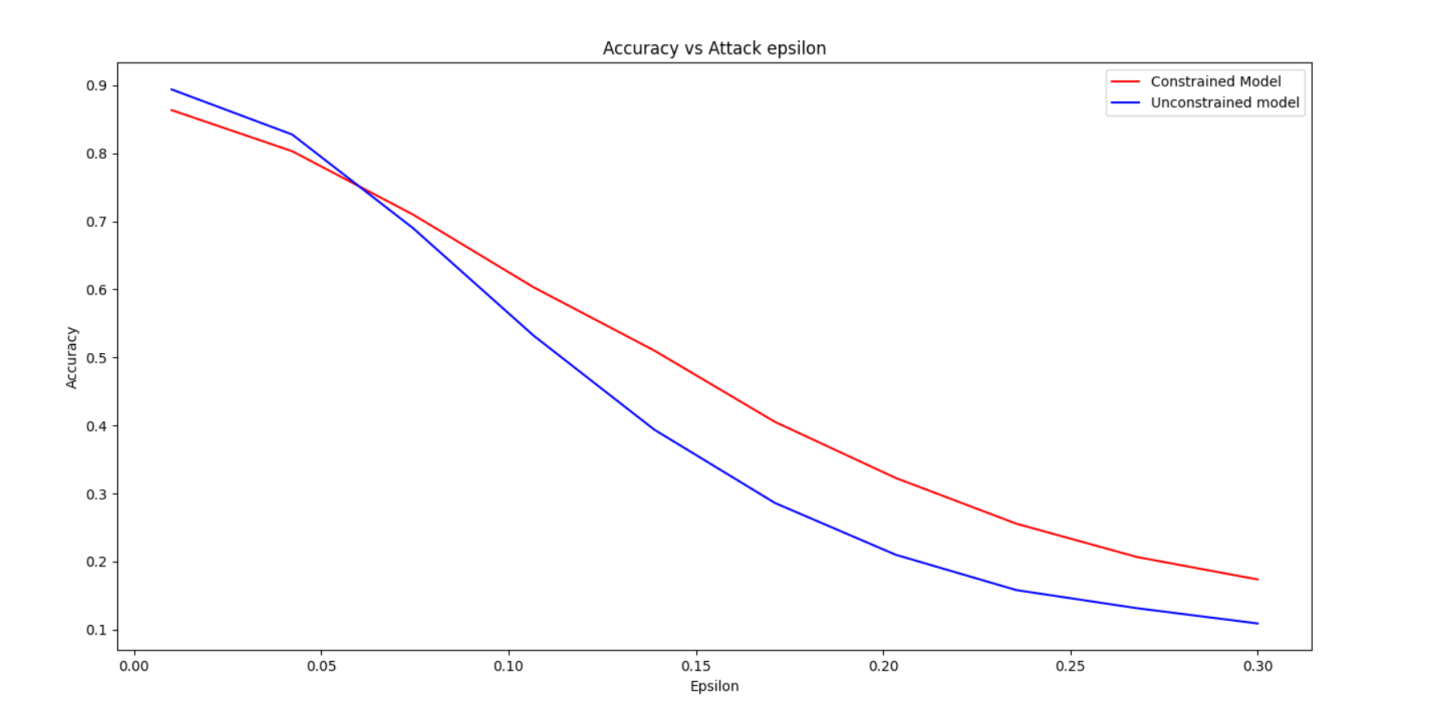 Accuracy vs Attack epsilon
Constrained Model
Unconstrained model
Accuracy
0.9
0.8
0.7
0.6
0.5
0.4
0.3
0.2
0.1
0.00 0.05 0.10 0.15 0.20 0.25 0.30
Epsilon